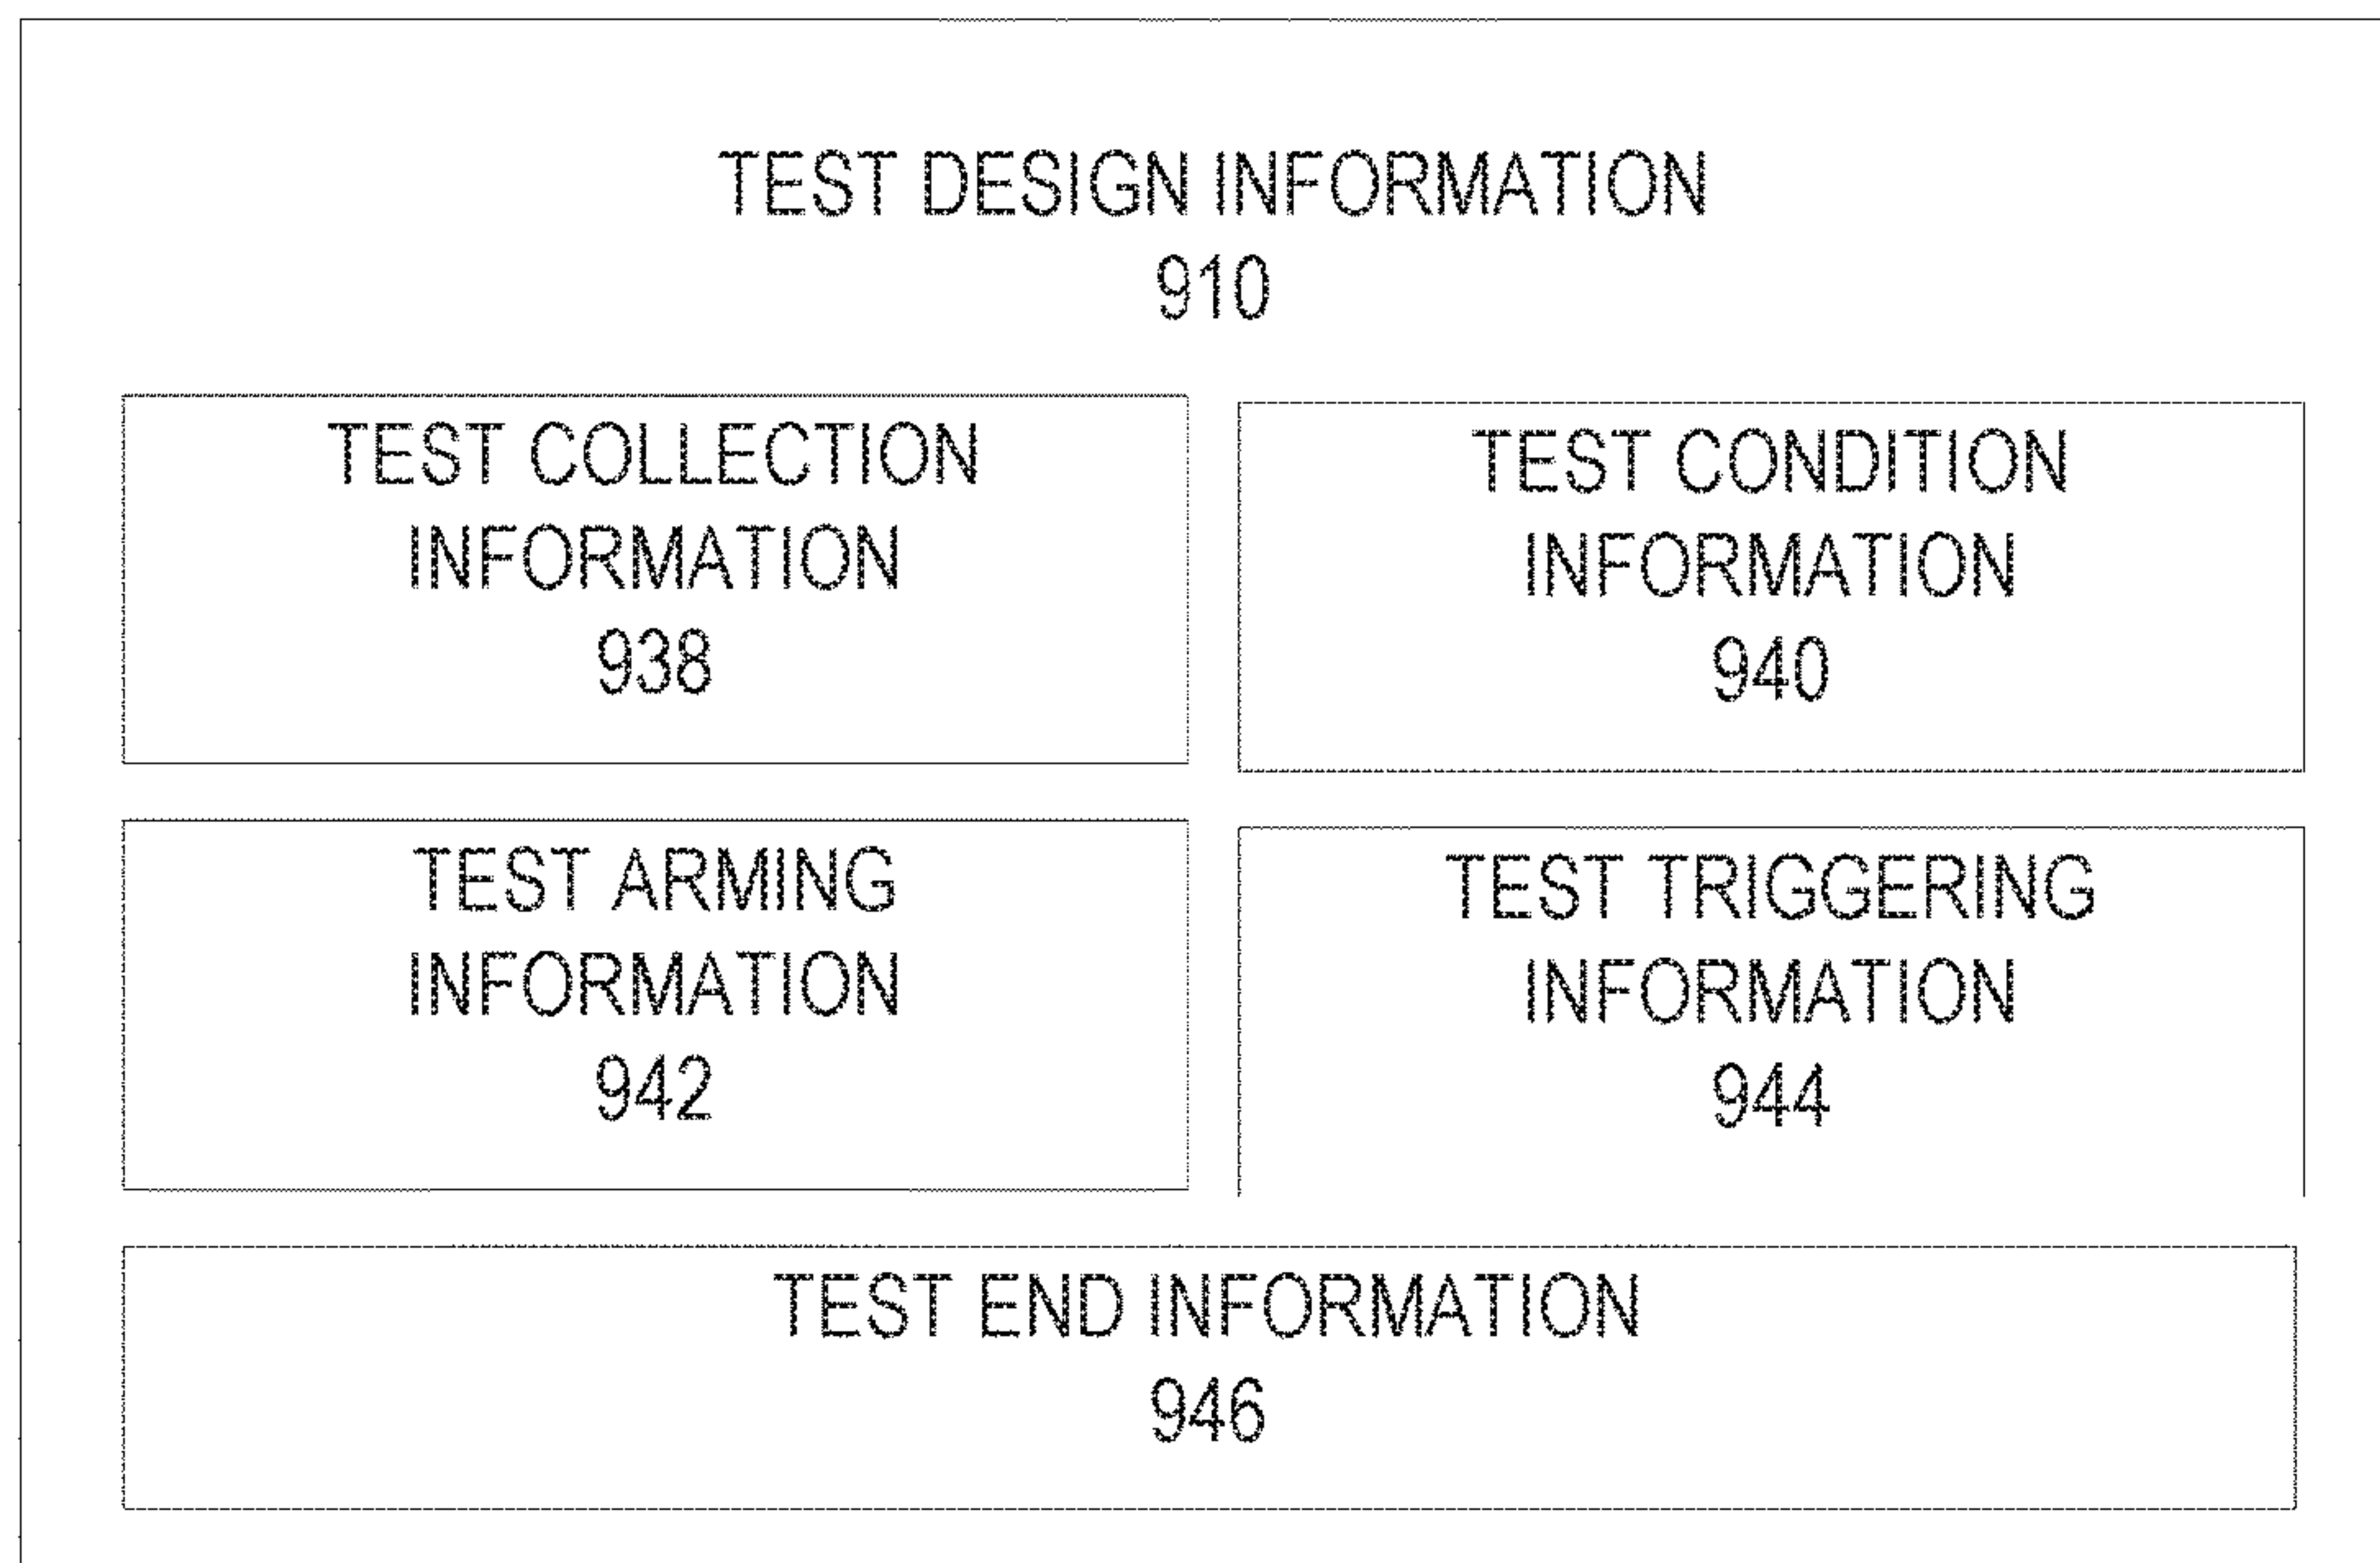 TEST DESIGN INFORMATION
910
TEST COLLECTION
INFORMATION
938
TEST CONDITION
INFORMATION
940
TEST ARMING
INFORMATION
942
TEST TRIGGERING
INFORMATION
944
TEST END INFORMATION
946